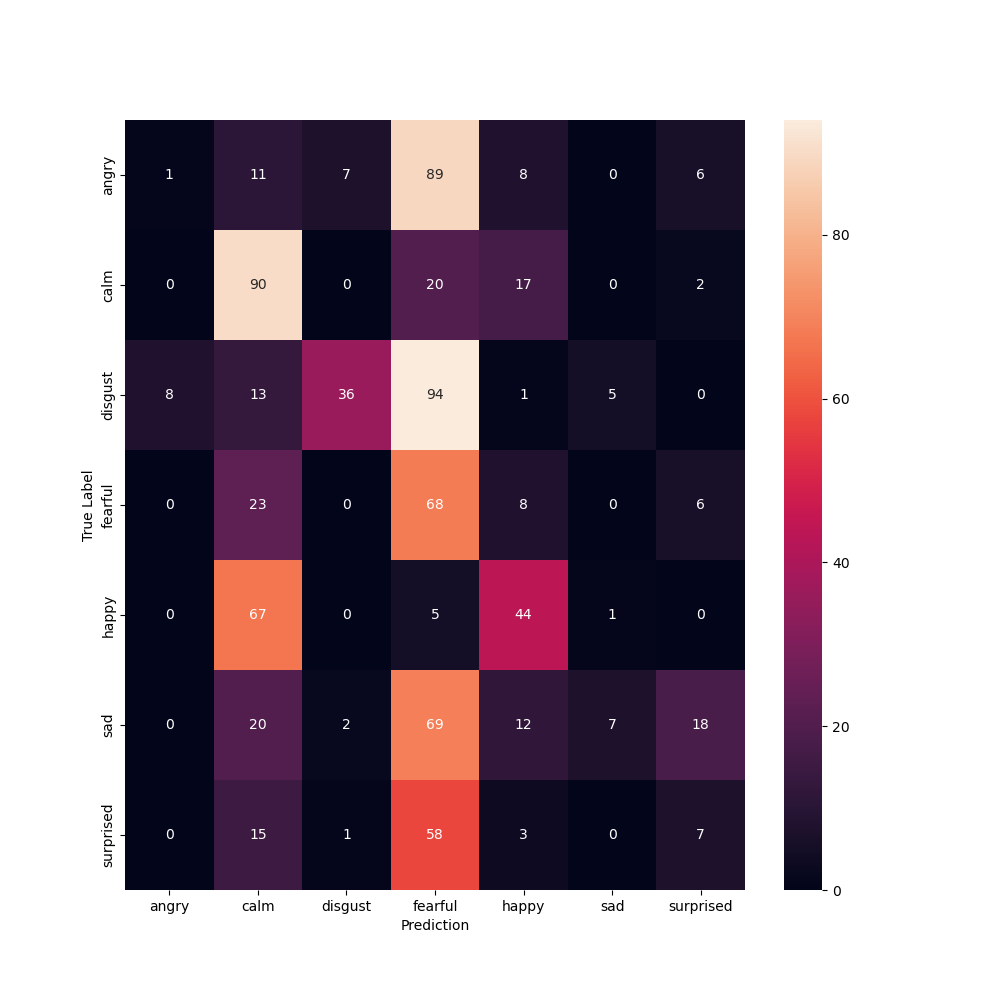 angry 1 11 7 89 8 0 6
calm 0 90 0 20 17 0 2
disgust 8 13 36 94 1 5 0
fearful 0 23 0 68 8 0 6
happy 0 67 0 5 44 1 0
sad 0 20 2 69 12 7 18
surprised 0 15 1 58 3 0 7
True Label
angry calm disgust fearful happy sad surprised
Prediction
80
60
40
20
0